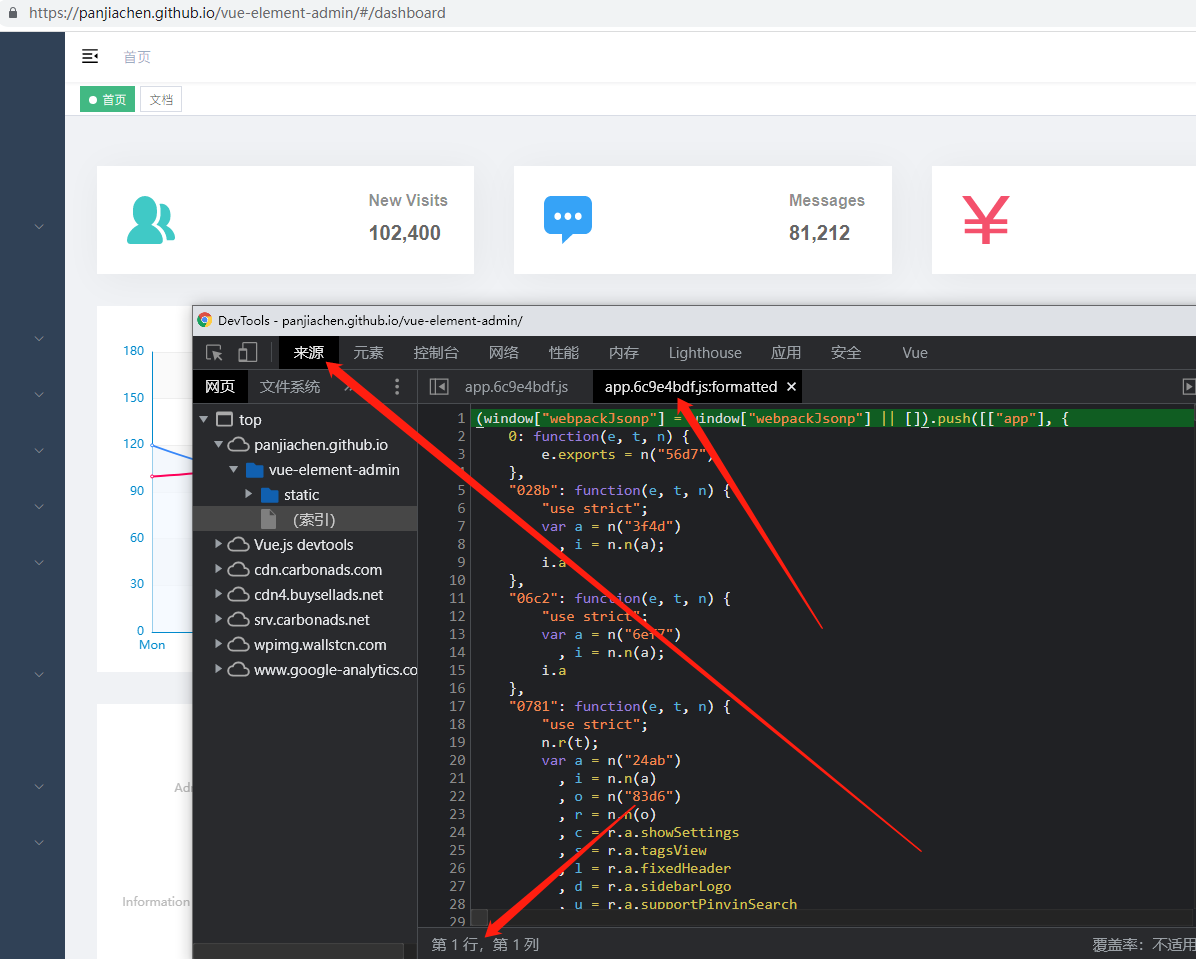 https://panjiachen.github.io/vue-element-admin/#/dashboard
首页
首页 文档
New Visits
102,400
Messages
81,212
¥
180
150
120
90
60
30
0
Mon
Information
DevTools - panjiachen.github.io/vue-element-admin/
来源 元素 控制台 网络 性能 内存 Lighthouse 应用 安全 Vue
网页 文件系统
top
panjiachen.github.io
vue-element-admin
static
（索引）
Vue.js devtools
cdn.carbonads.com
cdn4.buysellads.net
srv.carbonads.net
wpimg.wallstcn.com
www.google-analytics.co
app.6c9e4bdf.js app.6c9e4bdf.js:formatted ×
1 (window["webpackJsonp"] = window["webpackJsonp"] || []).push([["app"], {
2 0: function(e, t, n) {
3 e.exports = n("56d7")
},
5 "028b": function(e, t, n) {
6 "use strict";
7 var a = n("3f4d")
8 , i = n.n(a);
9 i.a
10 },
11 "06c2": function(e, t, n) {
12 "use strict";
13 var a = n("6ef7")
14 , i = n.n(a);
15 i.a
16 },
17 "0781": function(e, t, n) {
18 "use strict";
19 n.r(t);
20 var a = n("24ab")
21 , i = n.n(a)
22 , o = n("83d6")
23 , r = n.n(o)
24 , c = r.a.showSettings
25 , s = r.a.tagsView
26 , l = r.a.fixedHeader
27 , d = r.a.sidebarLogo
28 , u = r.a.supportPinyinSearch
29
第 1 行，第 1 列
覆盖率：不适用